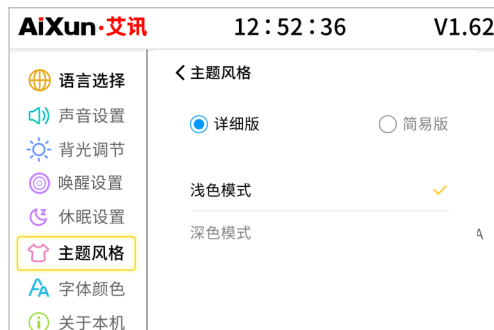 AiXun·艾讯 12:52:36 V1.62
语言选择
声音设置
背光调节
唤醒设置
休眠设置
主题风格
字体颜色
关于本机
主题风格
详细版 简易版
浅色模式
深色模式